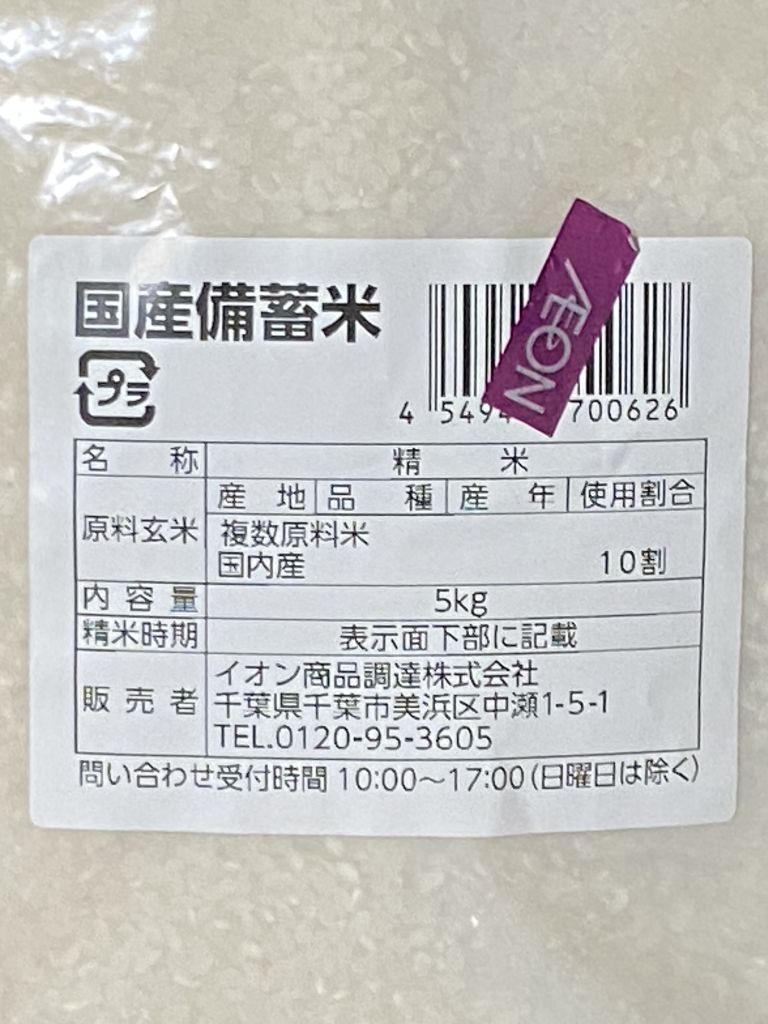 国産備蓄米
プラ
ÆON
4 549 700626
名称 精米
原料玄米 産地 品種 産年 使用割合
複数原料米
国内産 10割
内容量 5kg
精米時期 表示面下部に記載
販売者 イオン商品調達株式会社
千葉県千葉市美浜区中瀬1-5-1
TEL.0120-95-3605
問い合わせ受付時間 10:00～17:00(日曜日は除く)